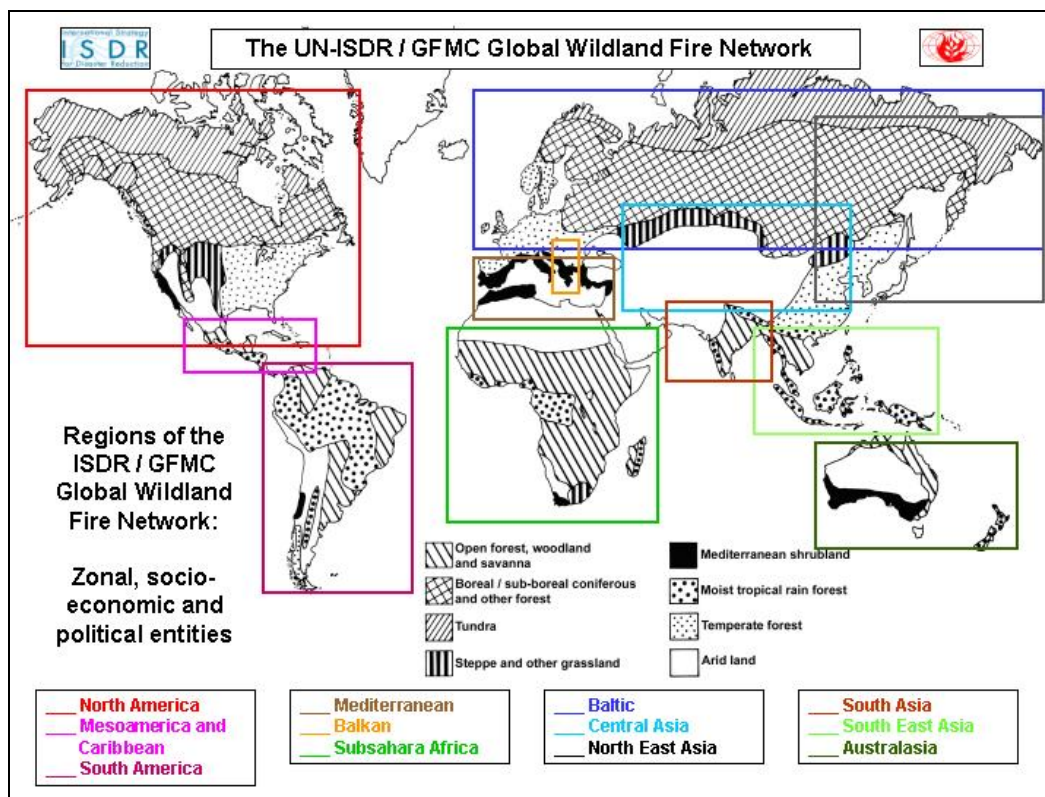 International Strategy
ISDR
for Disaster Reduction
The UN-ISDR / GFMC Global Wildland Fire Network
Regions of the
ISDR / GFMC
Global Wildland
Fire Network:
Zonal, socio-
economic and
political entities
Open forest, woodland
and savanna
Boreal / sub-boreal coniferous
and other forest
Tundra
Steppe and other grassland
Mediterranean shrubland
Moist tropical rain forest
Temperate forest
Arid land
___ North America
___ Mesoamerica and
Caribbean
___ South America
___ Mediterranean
___ Balkan
___ Subsahara Africa
___ Baltic
___ Central Asia
___ North East Asia
___ South Asia
___ South East Asia
___ Australasia